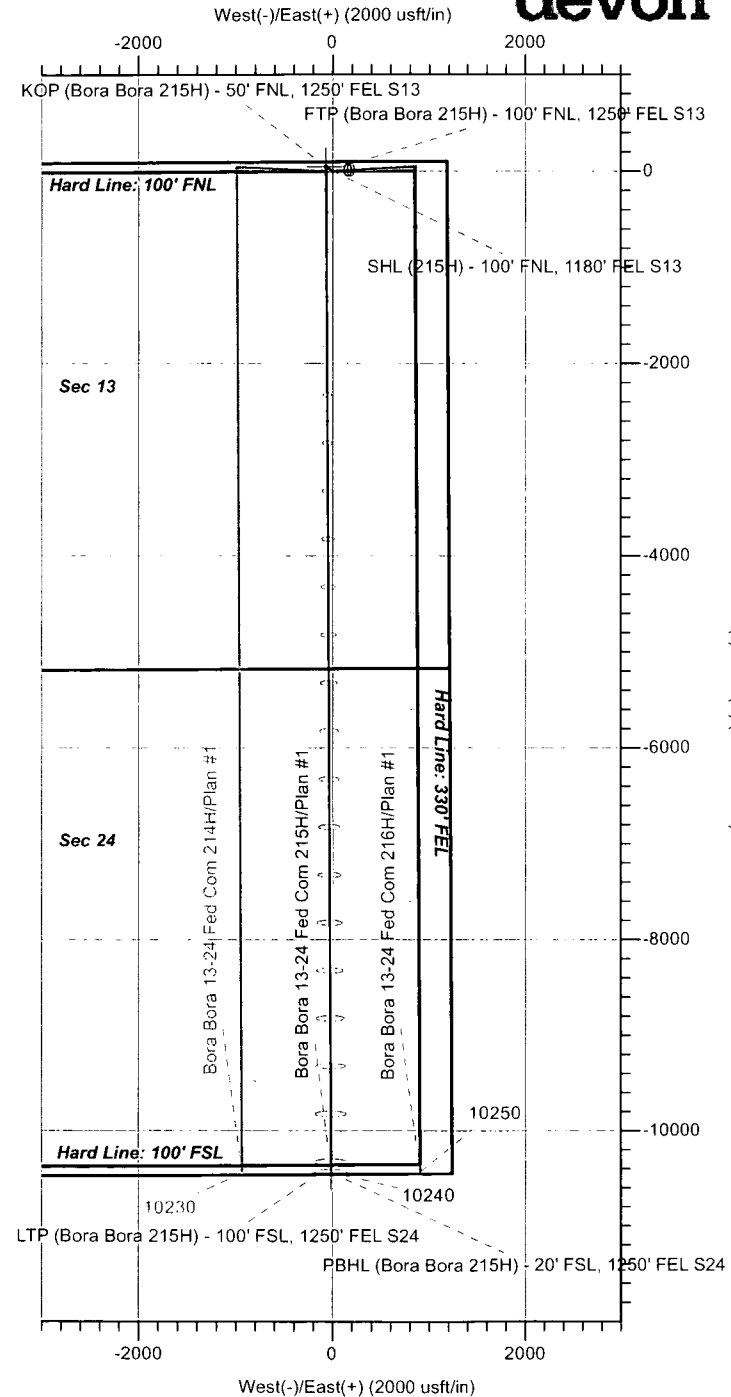 devon
West(-)/East(+) (2000 usft/in)
-2000 0 2000
KOP (Bora Bora 215H) - 50' FNL, 1250' FEL S13
FTP (Bora Bora 215H) - 100' FNL, 1250' FEL S13
0
Hard Line: 100' FNL
SHL (215H) - 100' FNL, 1180' FEL S13
-2000
Sec 13
-4000
-6000
Hard Line: 330' FEL
Sec 24
Bora Bora 13-24 Fed Com 214H/Plan #1
Bora Bora 13-24 Fed Com 215H/Plan #1
Bora Bora 13-24 Fed Com 216H/Plan #1
-8000
10250
-10000
Hard Line: 100' FSL
10230
10240
LTP (Bora Bora 215H) - 100' FSL, 1250' FEL S24
PBHL (Bora Bora 215H) - 20' FSL, 1250' FEL S24
-2000 0 2000
West(-)/East(+) (2000 usft/in)